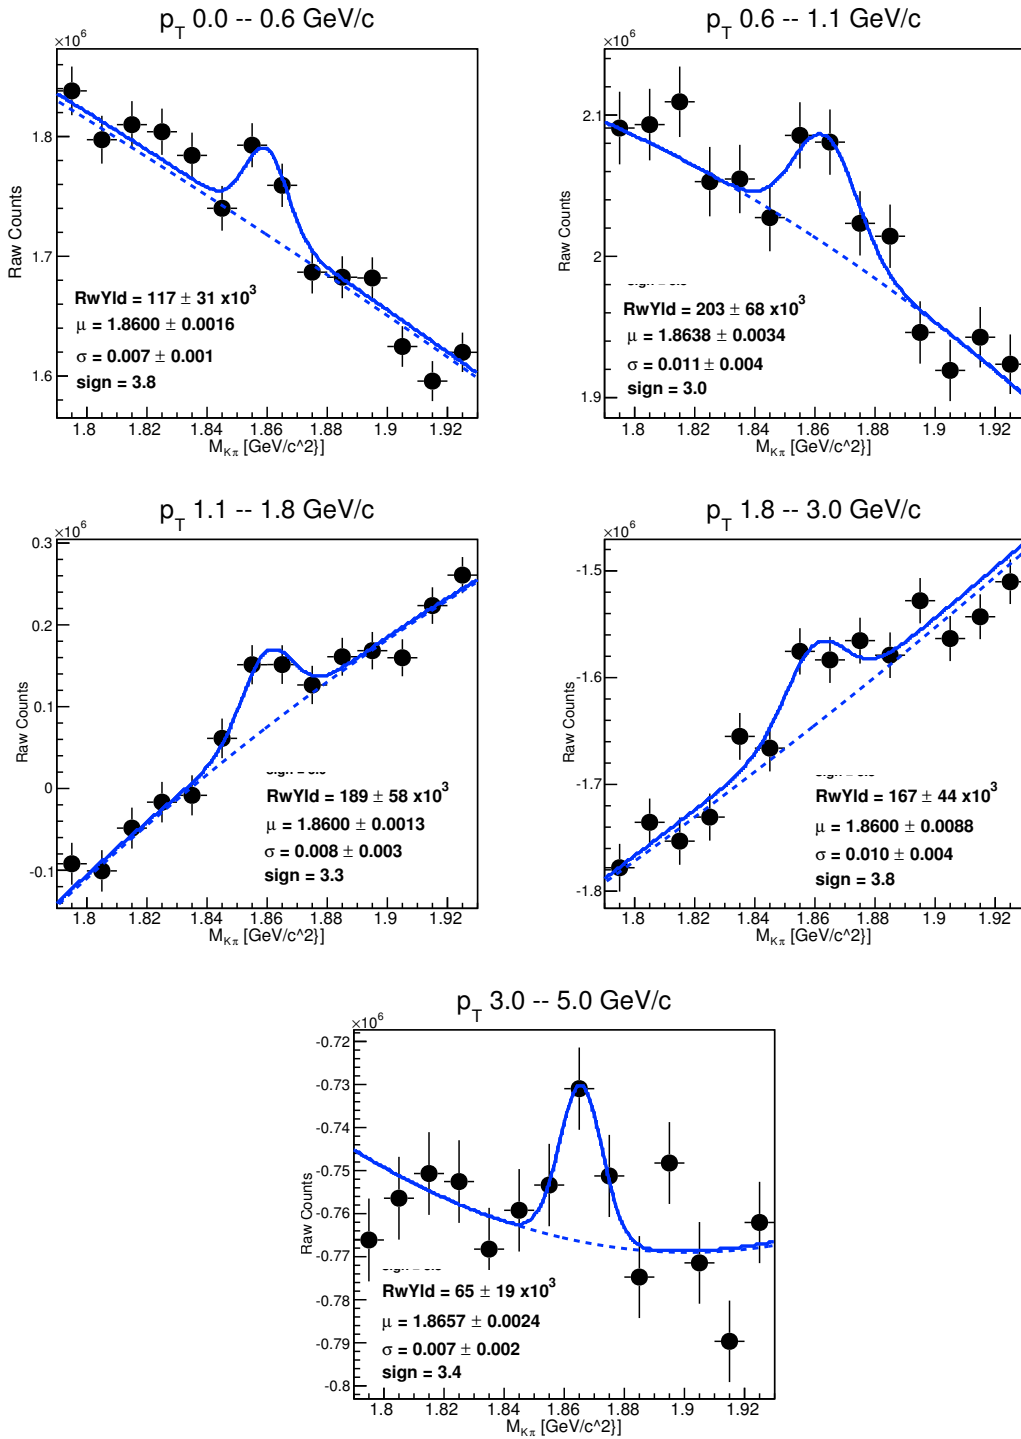 p_T 0.0 -- 0.6 GeV/c
×10^6
Raw Counts
1.8
1.7
1.6
RwYld = 117 ± 31 x10^3
μ = 1.8600 ± 0.0016
σ = 0.007 ± 0.001
sign = 3.8
1.8 1.82 1.84 1.86 1.88 1.9 1.92
M_Kπ [GeV/c^2}]
p_T 0.6 -- 1.1 GeV/c
×10^6
Raw Counts
2.1
2
1.9
RwYld = 203 ± 68 x10^3
μ = 1.8638 ± 0.0034
σ = 0.011 ± 0.004
sign = 3.0
1.8 1.82 1.84 1.86 1.88 1.9 1.92
M_Kπ [GeV/c^2}]
p_T 1.1 -- 1.8 GeV/c
×10^6
Raw Counts
0.3
0.2
0.1
0
-0.1
RwYld = 189 ± 58 x10^3
μ = 1.8600 ± 0.0013
σ = 0.008 ± 0.003
sign = 3.3
1.8 1.82 1.84 1.86 1.88 1.9 1.92
M_Kπ [GeV/c^2}]
p_T 1.8 -- 3.0 GeV/c
×10^6
Raw Counts
-1.5
-1.6
-1.7
-1.8
RwYld = 167 ± 44 x10^3
μ = 1.8600 ± 0.0088
σ = 0.010 ± 0.004
sign = 3.8
1.8 1.82 1.84 1.86 1.88 1.9 1.92
M_Kπ [GeV/c^2}]
p_T 3.0 -- 5.0 GeV/c
×10^6
Raw Counts
-0.72
-0.73
-0.74
-0.75
-0.76
-0.77
-0.78
-0.79
-0.8
RwYld = 65 ± 19 x10^3
μ = 1.8657 ± 0.0024
σ = 0.007 ± 0.002
sign = 3.4
1.8 1.82 1.84 1.86 1.88 1.9 1.92
M_Kπ [GeV/c^2}]